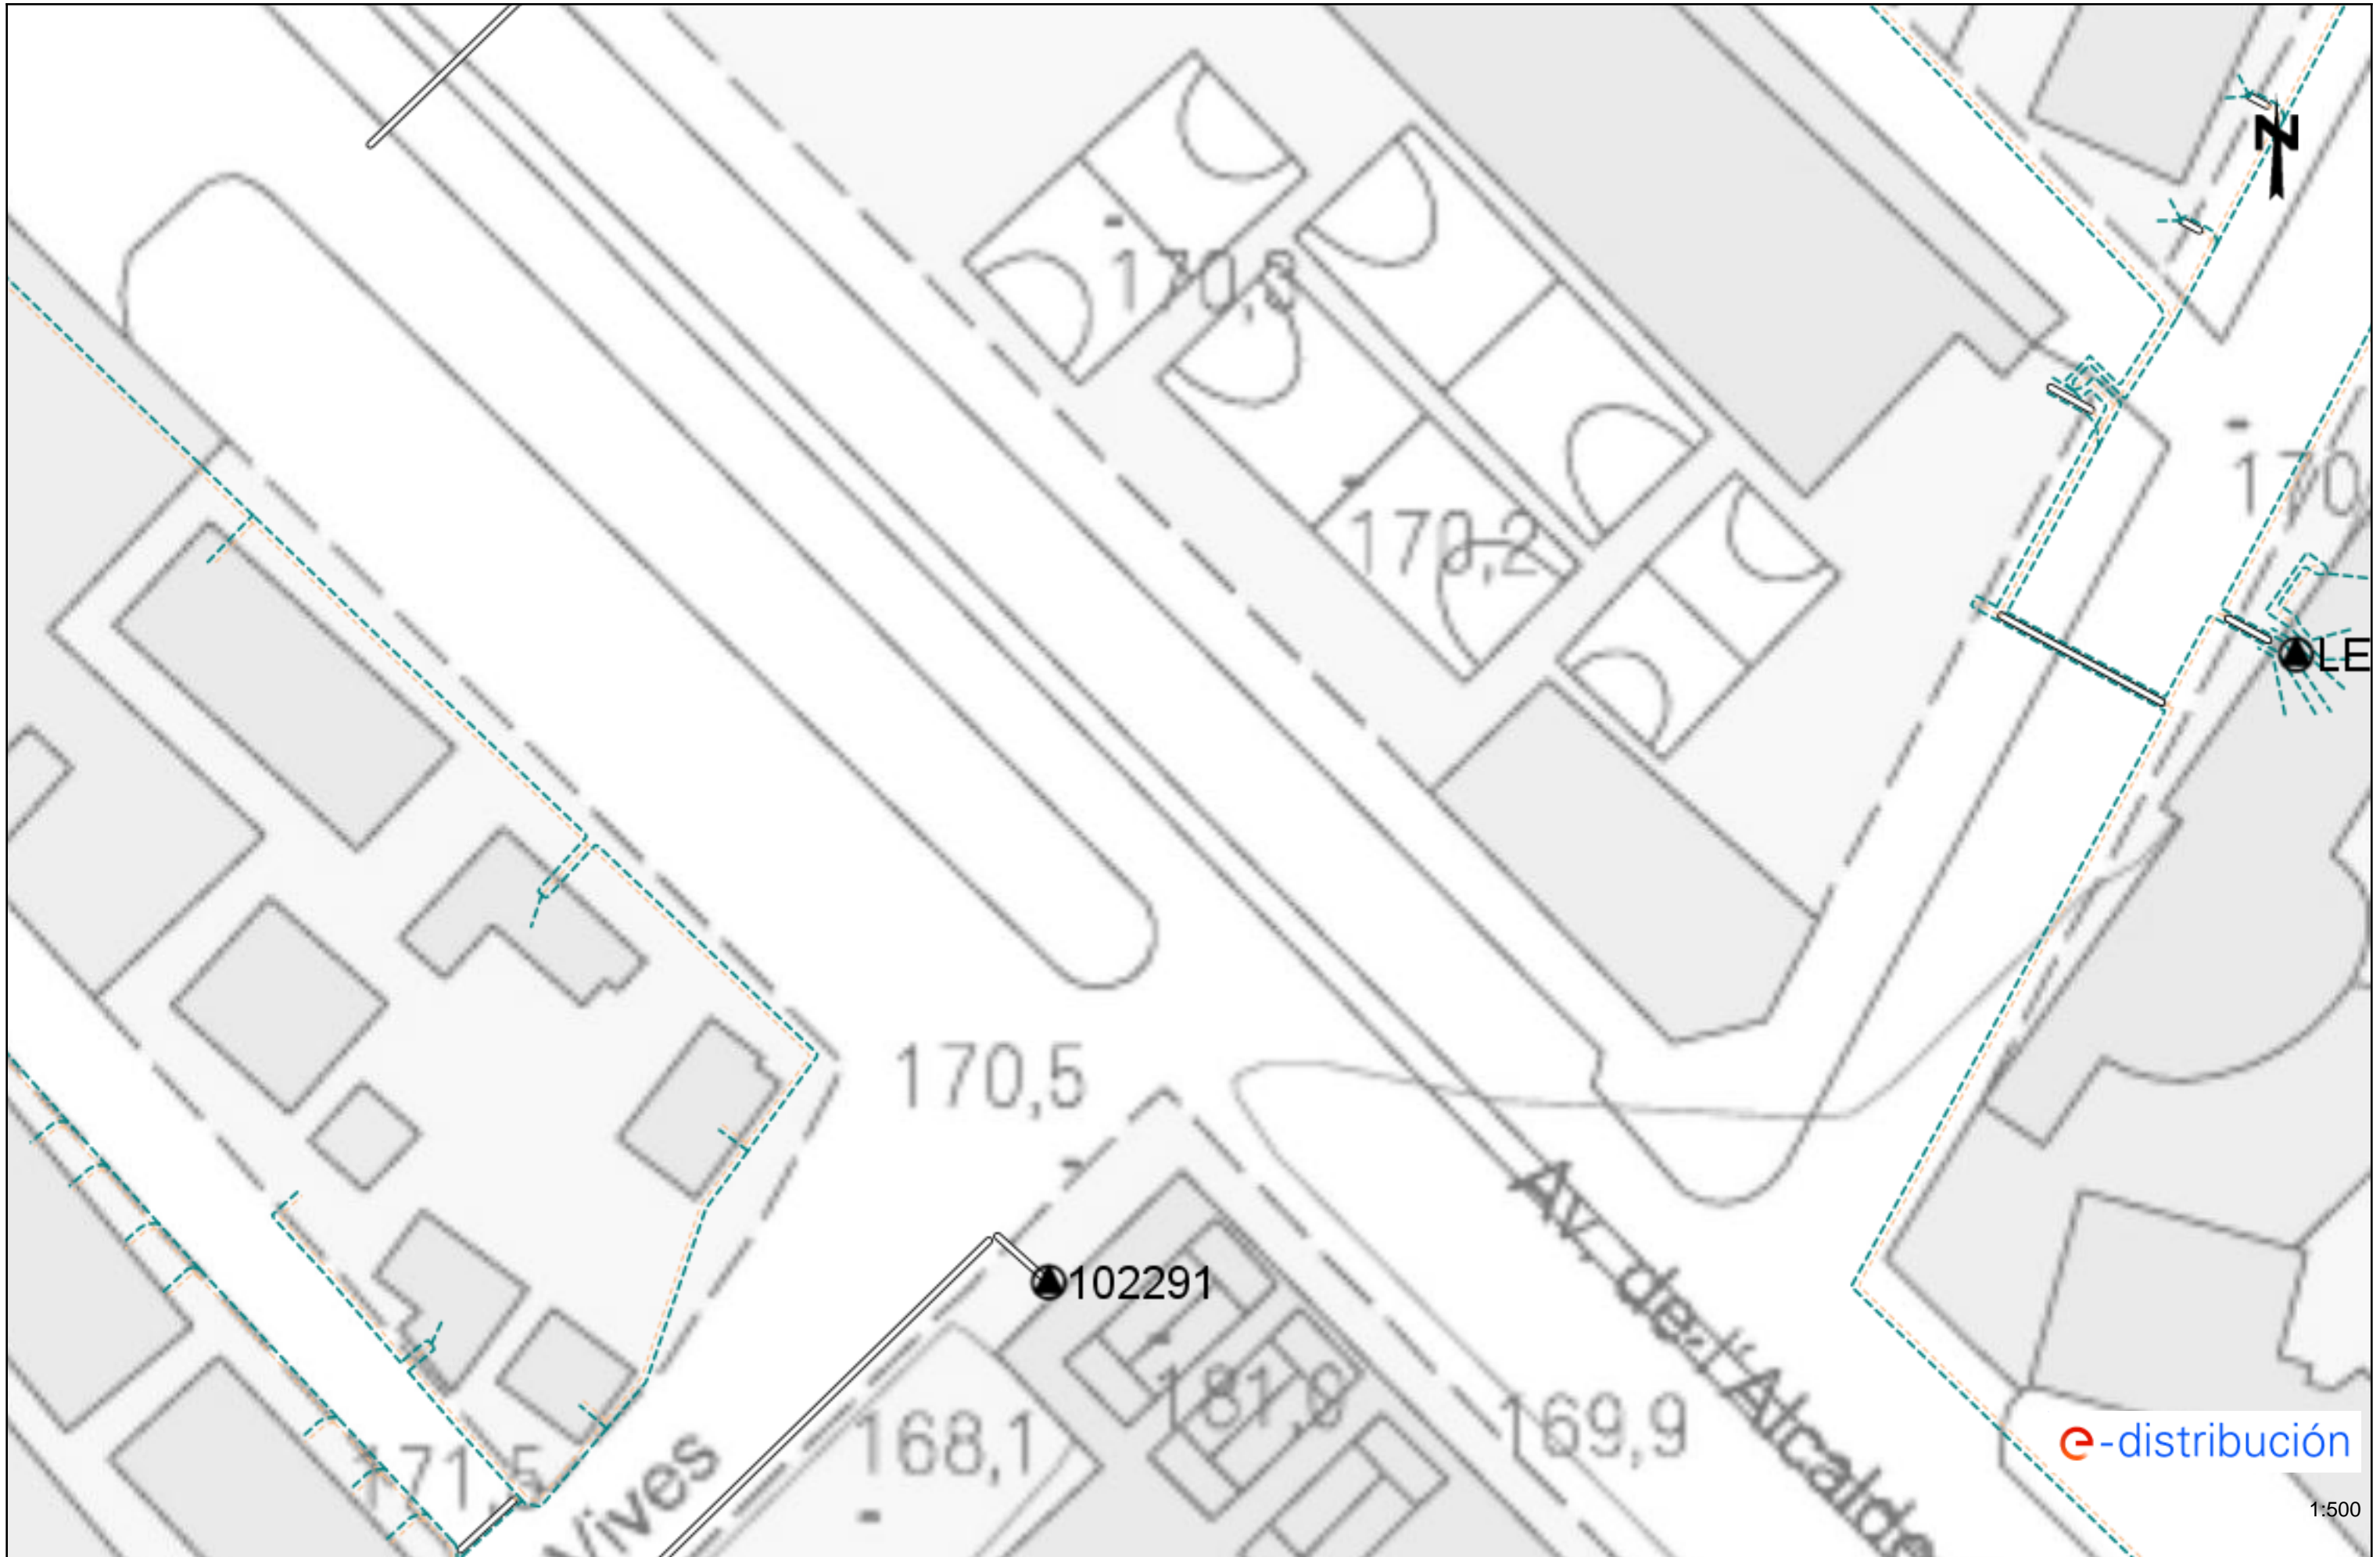 N
170,3
170,2
170
LE
170,5
102291
181,9
168,1
169,9
171,5
Vives
Av. de l'Alcalde
e-distribución
1:500